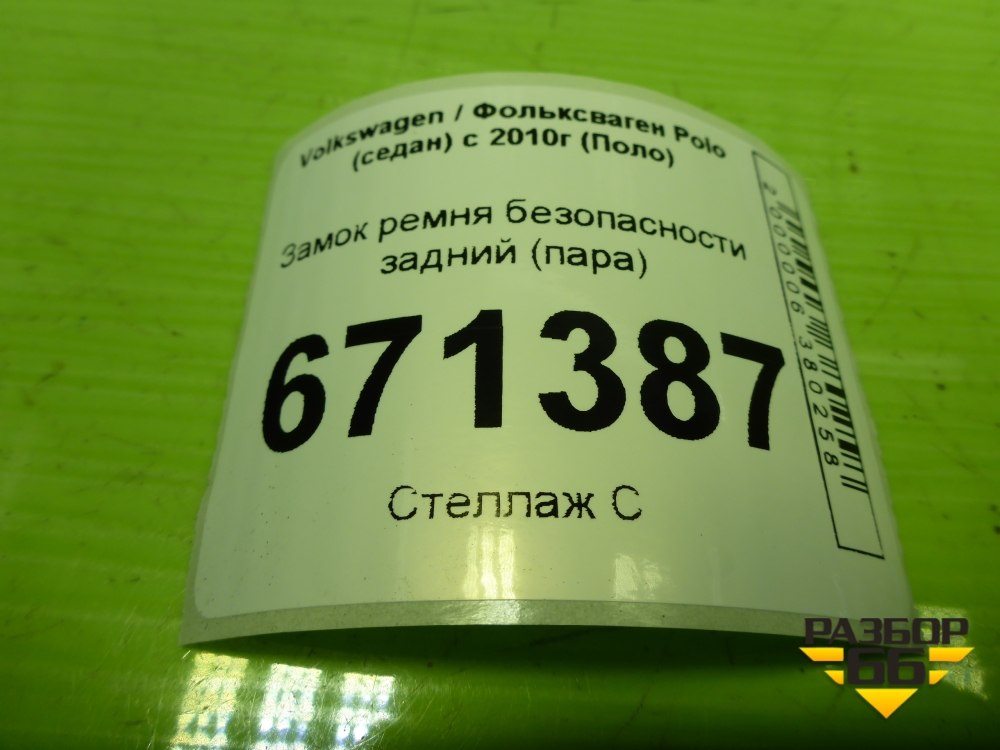 Volkswagen / Фольксваген Polo
(седан) с 2010г (Поло)
Замок ремня безопасности
задний (пара)
671387
Стеллаж С
2000006380258
РАЗБОР
66